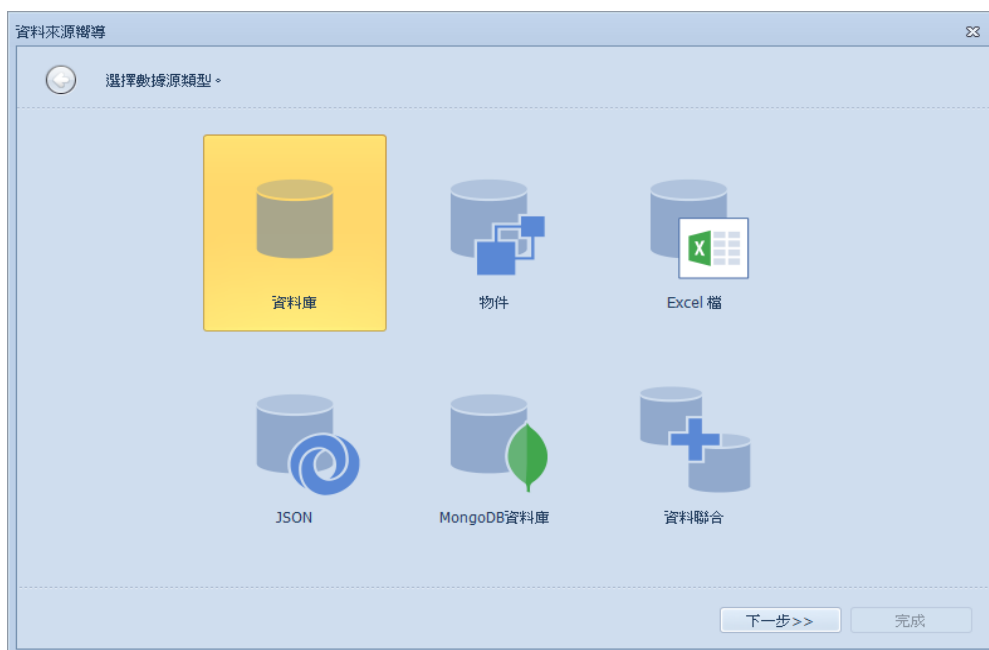 資料來源嚮導
選擇數據源類型。
資料庫
物件
Excel 檔
JSON
MongoDB資料庫
資料聯合
下一步>>
完成